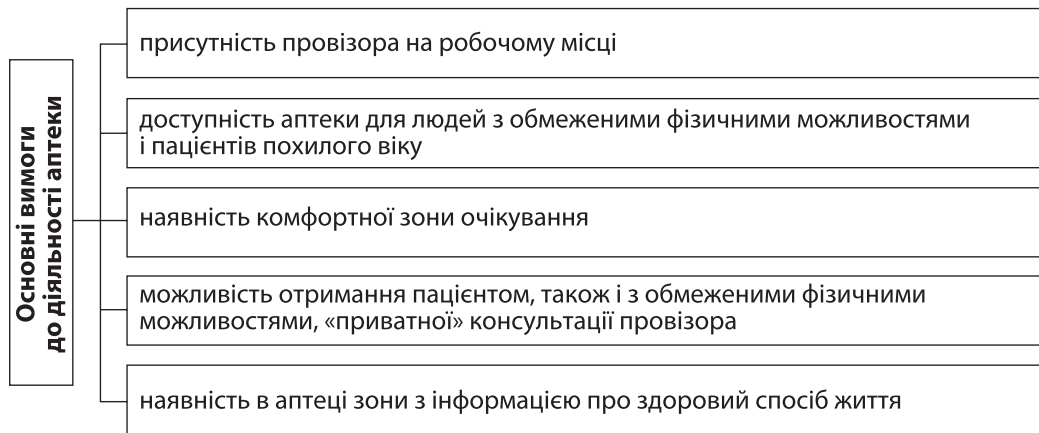 Основні вимоги
до діяльності аптеки
присутність провізора на робочому місці
доступність аптеки для людей з обмеженими фізичними можливостями
і пацієнтів похилого віку
наявність комфортної зони очікування
можливість отримання пацієнтом, також і з обмеженими фізичними
можливостями, «приватної» консультації провізора
наявність в аптеці зони з інформацією про здоровий спосіб життя